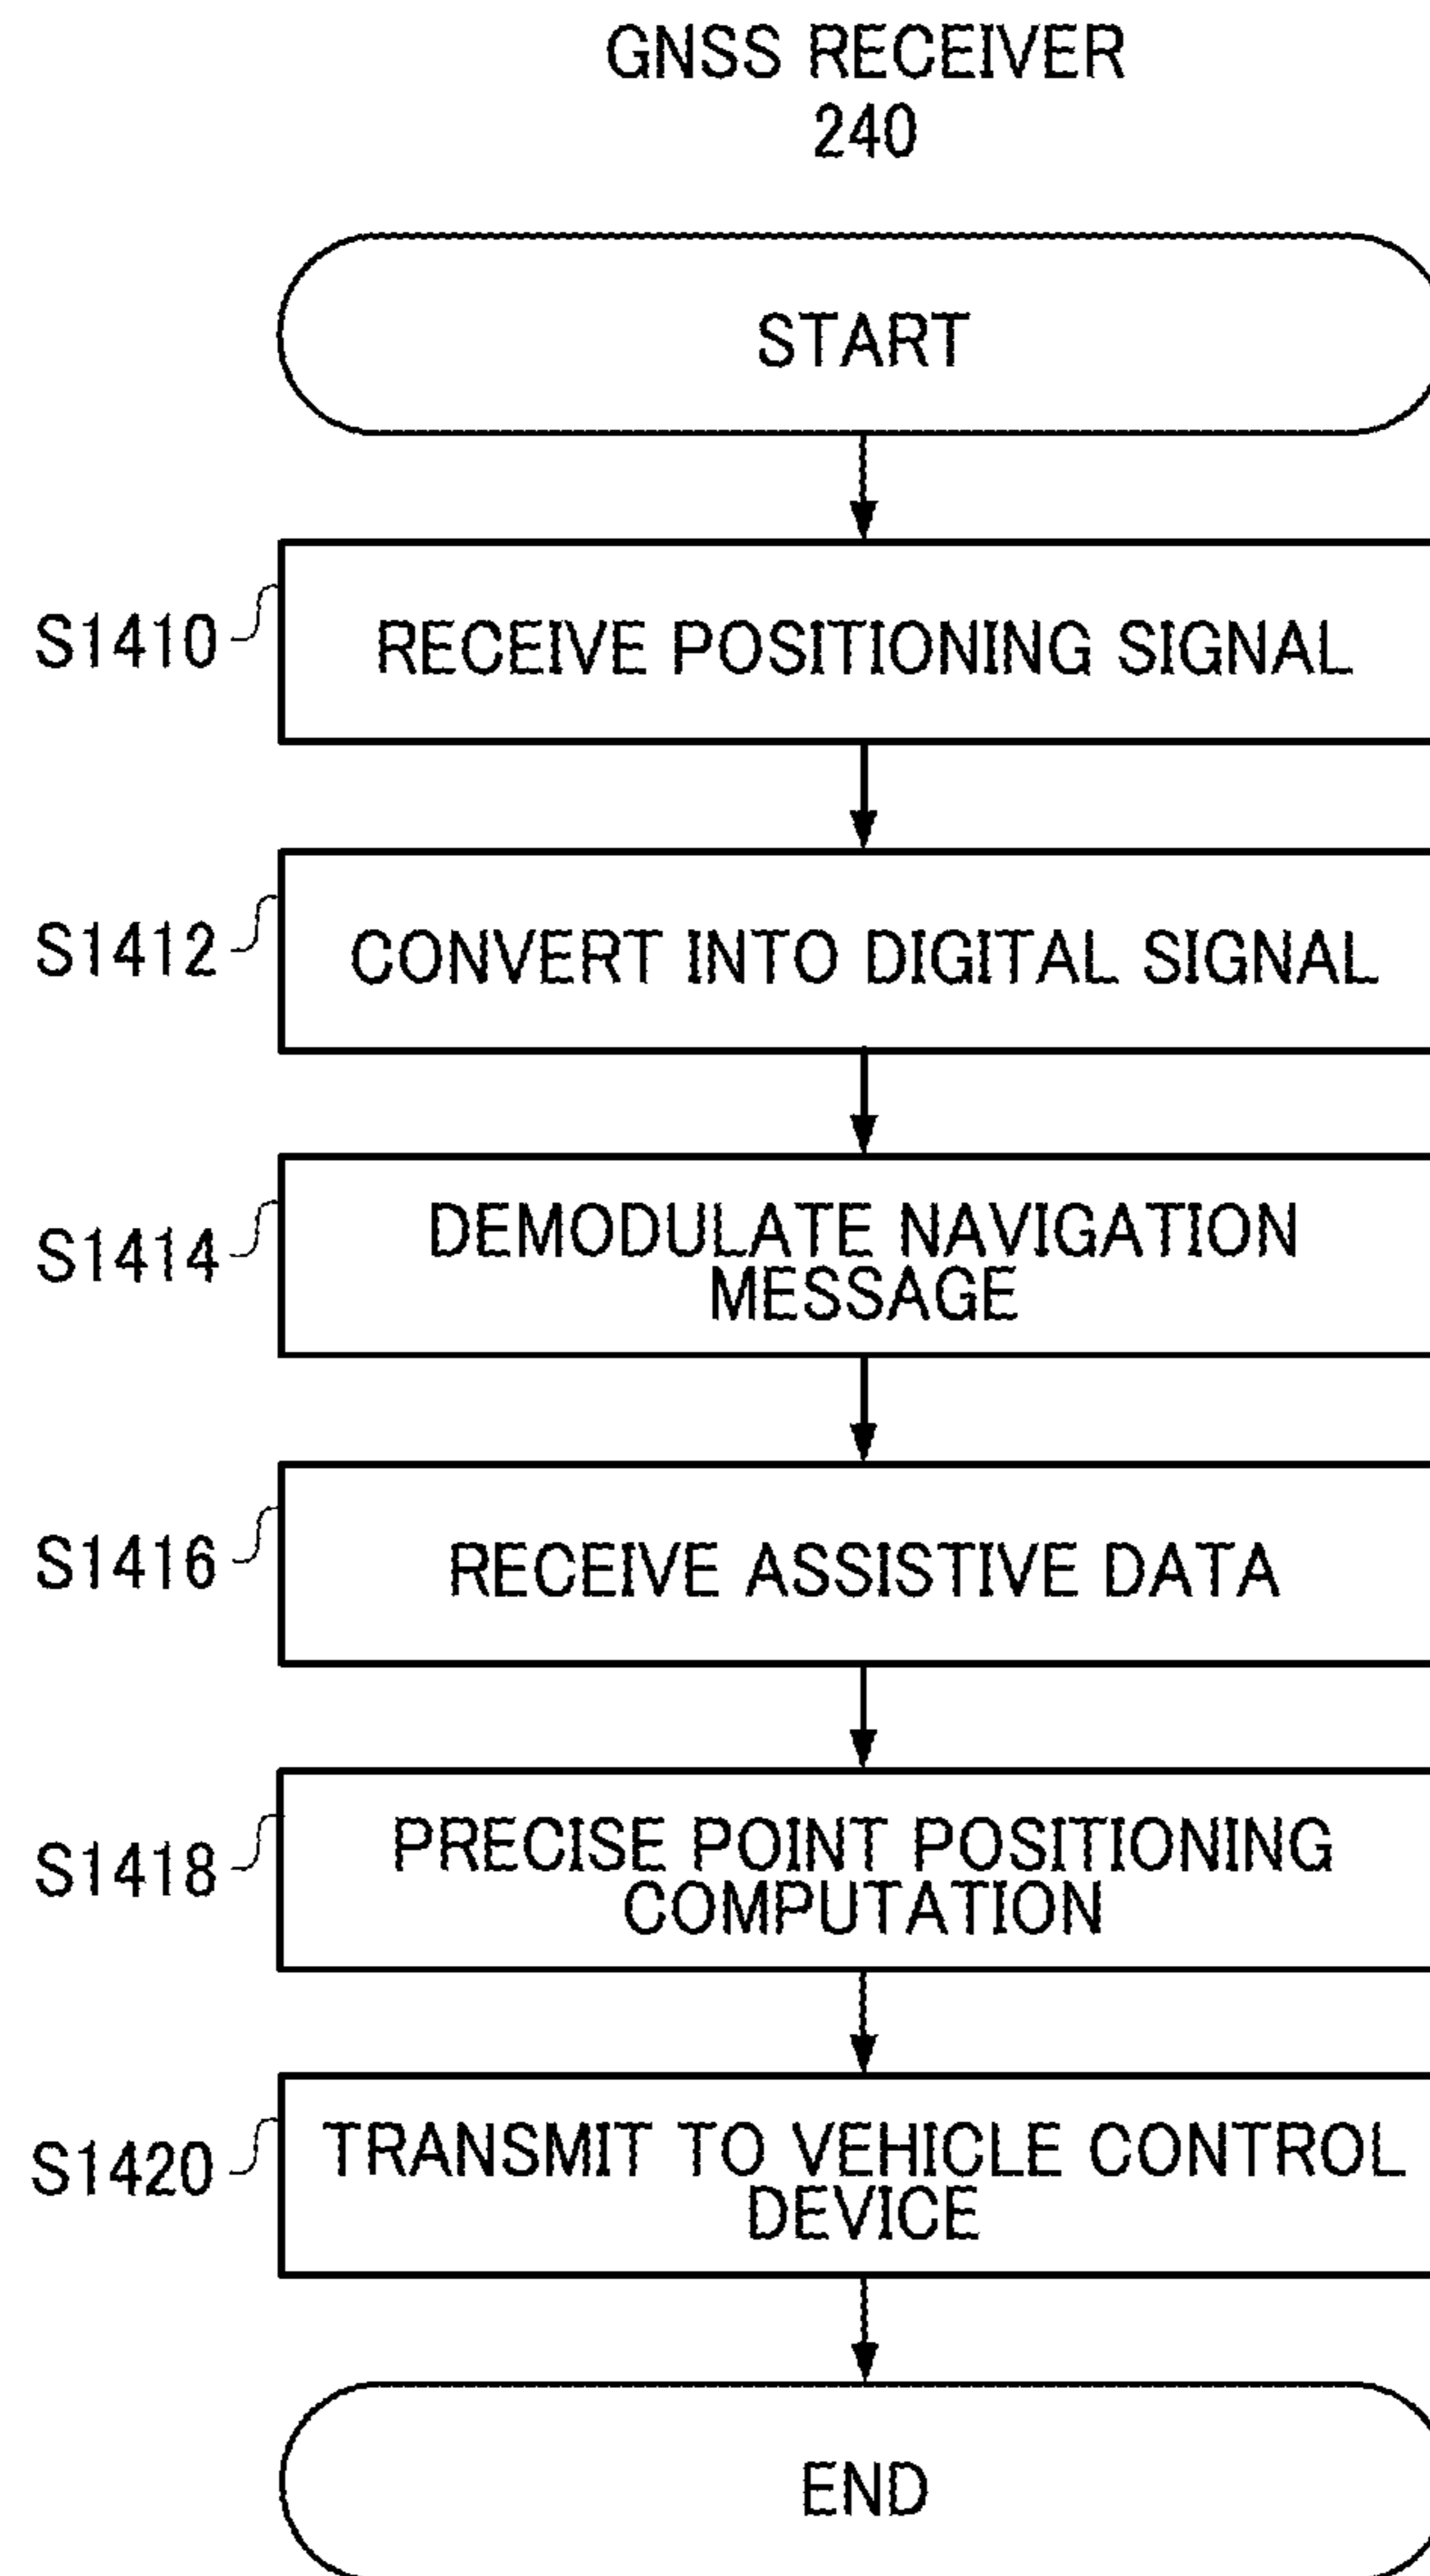 GNSS RECEIVER
240
START
S1410
RECEIVE POSITIONING SIGNAL
S1412
CONVERT INTO DIGITAL SIGNAL
S1414
DEMODULATE NAVIGATION
MESSAGE
S1416
RECEIVE ASSISTIVE DATA
S1418
PRECISE POINT POSITIONING
COMPUTATION
S1420
TRANSMIT TO VEHICLE CONTROL
DEVICE
END